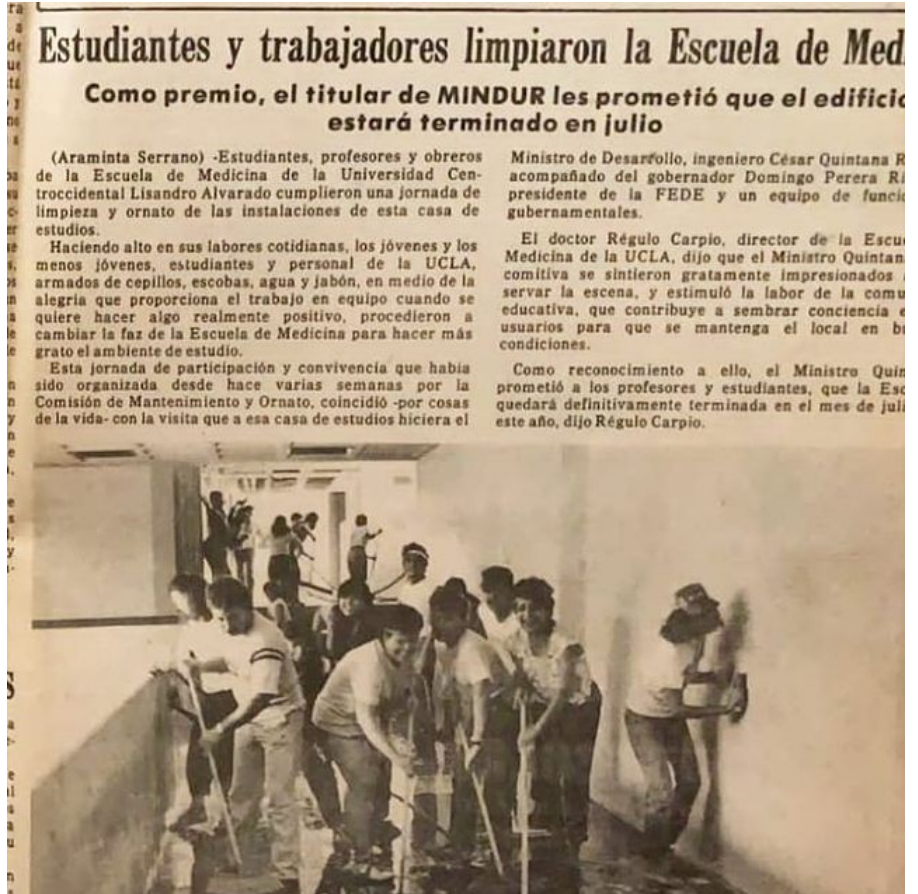 Estudiantes y trabajadores limpiaron la Escuela de Med
Como premio, el titular de MINDUR les prometió que el edificio
estará terminado en julio
(Araminta Serrano) -Estudiantes, profesores y obreros
de la Escuela de Medicina de la Universidad Cen-
troccidental Lisandro Alvarado cumplieron una jornada de
limpieza y ornato de las instalaciones de esta casa de
estudios.
Haciendo alto en sus labores cotidianas, los jóvenes y los
menos jóvenes, estudiantes y personal de la UCLA,
armados de cepillos, escobas, agua y jabón, en medio de la
alegría que proporciona el trabajo en equipo cuando se
quiere hacer algo realmente positivo, procedieron a
cambiar la faz de la Escuela de Medicina para hacer más
grato el ambiente de estudio.
Esta jornada de participación y convivencia que había
sido organizada desde hace varias semanas por la
Comisión de Mantenimiento y Ornato, coincidió -por cosas
de la vida- con la visita que a esa casa de estudios hiciera el
Ministro de Desarrollo, ingeniero César Quintana R
acompañado del gobernador Domingo Perera Ri
presidente de la FEDE y un equipo de funcio
gubernamentales.
El doctor Régulo Carpio, director de la Escue
Medicina de la UCLA, dijo que el Ministro Quintana
comitiva se sintieron gratamente impresionados
servar la escena, y estimuló la labor de la comu
educativa, que contribuye a sembrar conciencia e
usuarios para que se mantenga el local en b
condiciones.
Como reconocimiento a ello, el Ministro Quin
prometió a los profesores y estudiantes, que la Esc
quedará definitivamente terminada en el mes de juli
este año, dijo Régulo Carpio.